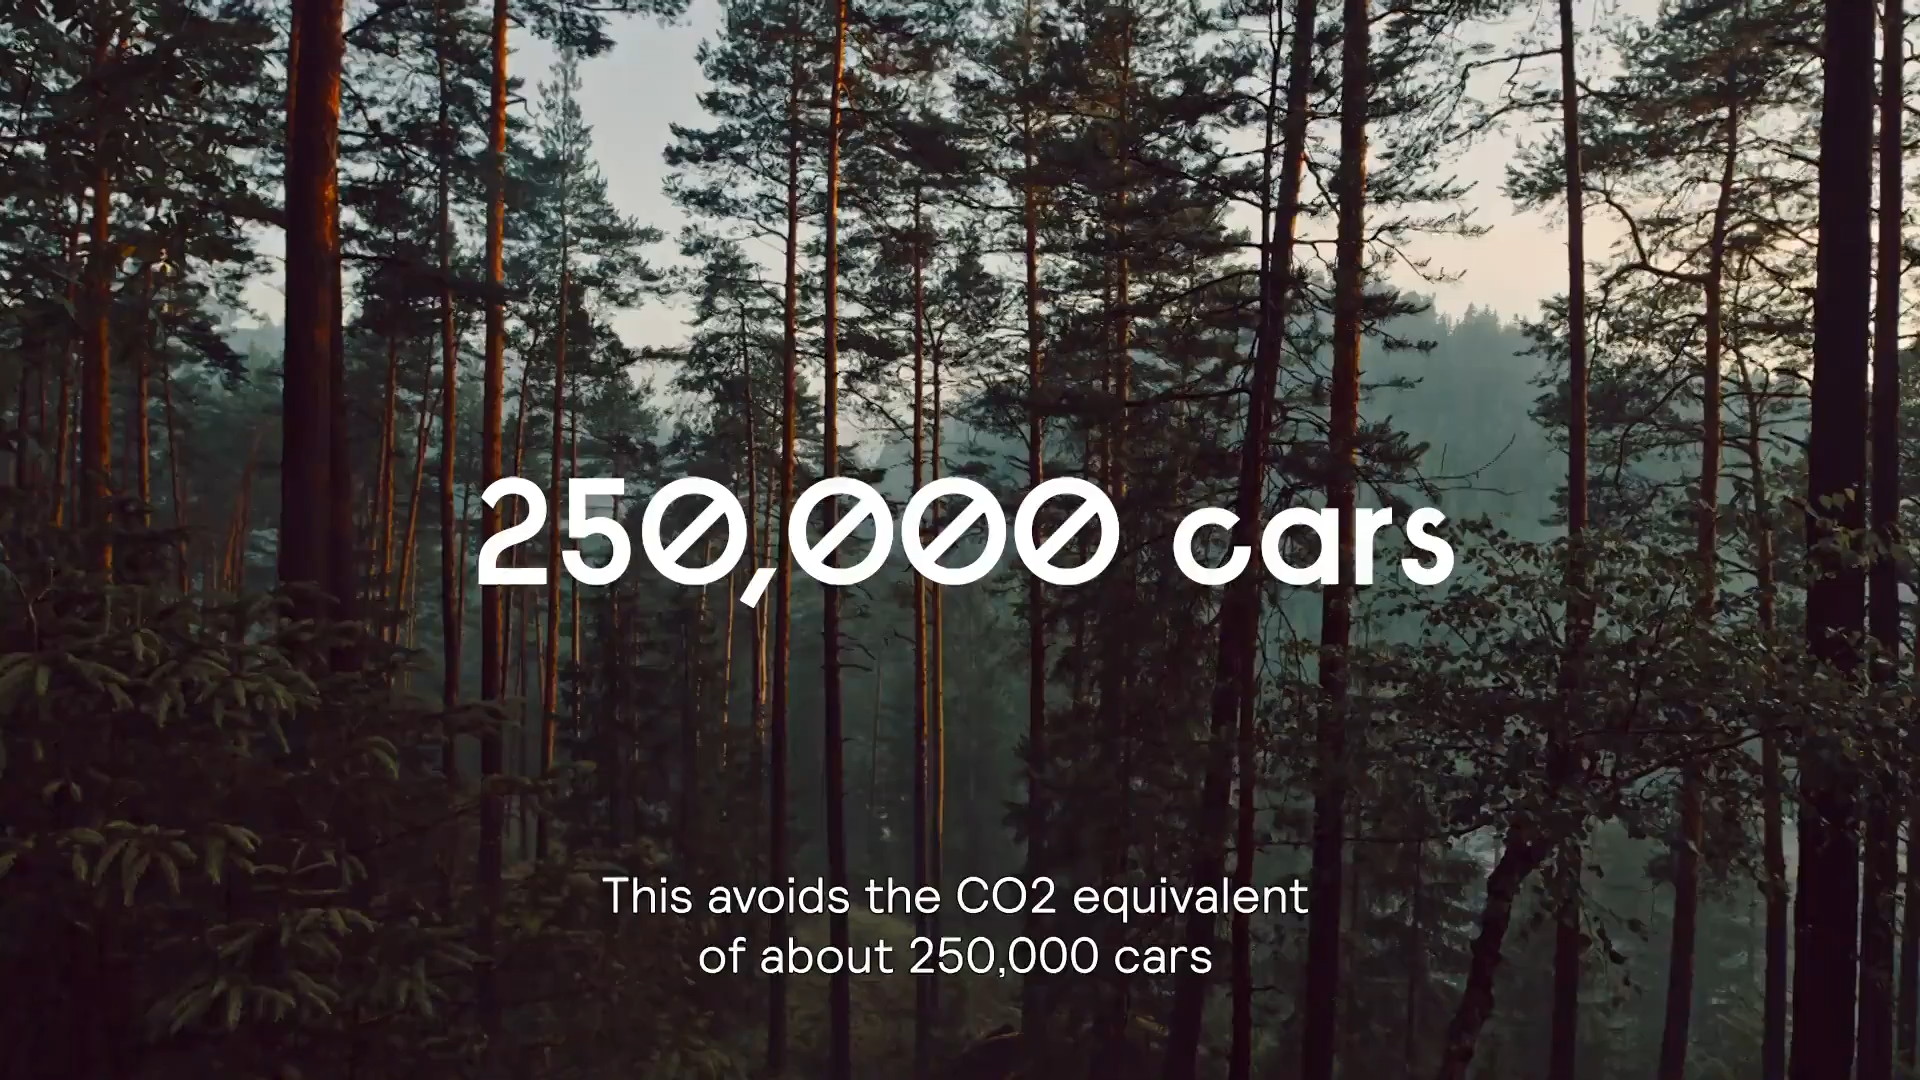 250,000 cars
This avoids the CO2 equivalent
of about 250,000 cars